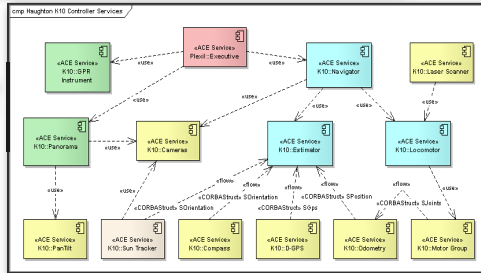 cmp Haughton K10 Controller Services
«ACE Service»
K10::GPR
Instrument
«ACE Service»
Plexil::Executive
«ACE Service»
K10::Navigator
«ACE Service»
K10::Laser Scanner
«use»
«use»
«use»
«use»
«use»
«use»
«use»
«ACE Service»
K10::Panorama
«use»
«ACE Service»
K10::Cameras
«ACE Service»
K10::Estimator
«ACE Service»
K10::Locomotor
«use»
«use»
«flow»
«flow»
«flow»
«flow»
«flow»
«use»
«CORBAStruct» SOrientation
«CORBAStruct» SOrientation
«CORBAStruct» SGps
«CORBAStruct» SPosition
«CORBAStruct» SJoints
«ACE Service»
K10::PanTilt
«ACE Service»
K10::Sun Tracker
«ACE Service»
K10::Compass
«ACE Service»
K10::D-GPS
«ACE Service»
K10::Odometry
«ACE Service»
K10::Motor Group